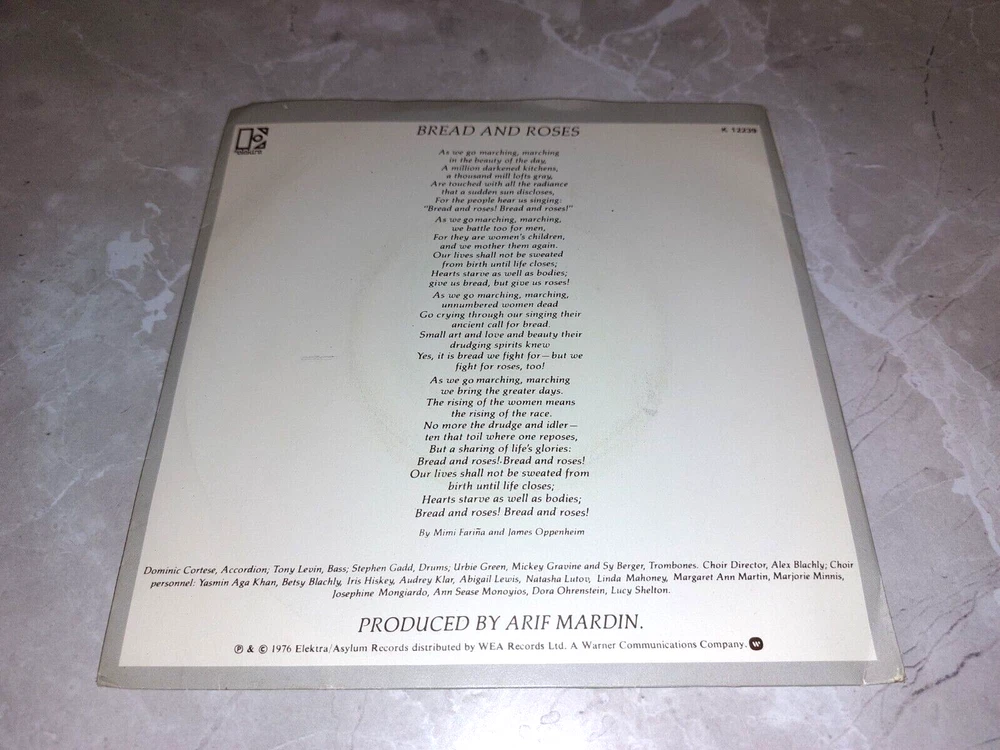 elektra
BREAD AND ROSES
K 12239
As we go marching, marching
in the beauty of the day,
A million darkened kitchens,
a thousand mill lofts gray,
Are touched with all the radiance
that a sudden sun discloses,
For the people hear us singing:
"Bread and roses! Bread and roses!"
As we go marching, marching,
we battle too for men,
For they are women's children,
and we mother them again.
Our lives shall not be sweated
from birth until life closes;
Hearts starve as well as bodies;
give us bread, but give us roses!
As we go marching, marching,
unnumbered women dead
Go crying through our singing their
ancient call for bread.
Small art and love and beauty their
drudging spirits knew
Yes, it is bread we fight for—but we
fight for roses, too!
As we go marching, marching
we bring the greater days.
The rising of the women means
the rising of the race.
No more the drudge and idler—
ten that toil where one reposes,
But a sharing of life's glories:
Bread and roses! Bread and roses!
Our lives shall not be sweated from
birth until life closes;
Hearts starve as well as bodies;
Bread and roses! Bread and roses!
By Mimi Fariña and James Oppenheim
Dominic Cortese, Accordion; Tony Levin, Bass; Stephen Gadd, Drums; Urbie Green, Mickey Gravine and Sy Berger, Trombones. Choir Director, Alex Blachly; Choir
personnel: Yasmin Aga Khan, Betsy Blachly, Iris Hiskey, Audrey Klar, Abigail Lewis, Natasha Lutov, Linda Mahoney, Margaret Ann Martin, Marjorie Minnis,
Josephine Mongiardo, Ann Sease Monoyios, Dora Ohrenstein, Lucy Shelton.
PRODUCED BY ARIF MARDIN.
℗ & © 1976 Elektra/Asylum Records distributed by WEA Records Ltd. A Warner Communications Company.